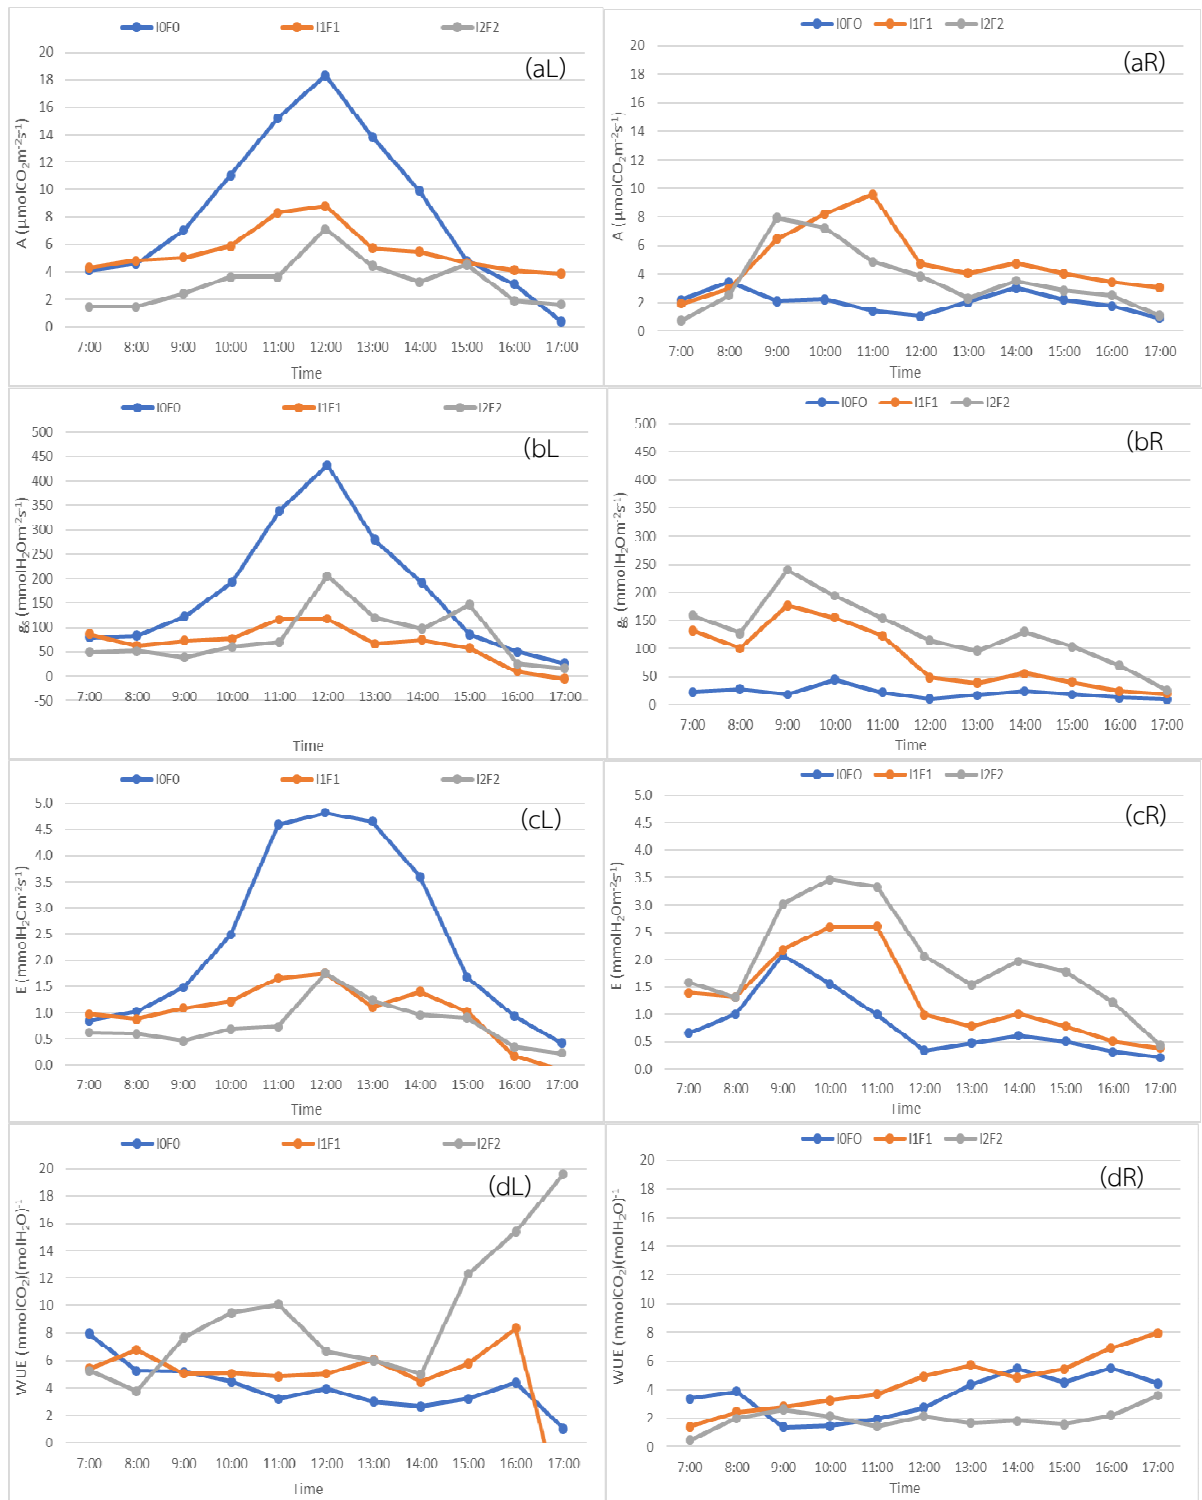 I0F0 I1F1 I2F2
(aL)
A (µmolCO₂m⁻²s⁻¹)
20
18
16
14
12
10
8
6
4
2
0
7:00 8:00 9:00 10:00 11:00 12:00 13:00 14:00 15:00 16:00 17:00
Time
I0FO I1F1 I2F2
(aR)
A (µmolCO₂m⁻²s⁻¹)
20
18
16
14
12
10
8
6
4
2
0
7:00 8:00 9:00 10:00 11:00 12:00 13:00 14:00 15:00 16:00 17:00
Time
I0F0 I1F1 I2F2
(bL
gs (mmolH₂Om⁻²s⁻¹)
500
450
400
350
300
250
200
150
100
50
0
-50
7:00 8:00 9:00 10:00 11:00 12:00 13:00 14:00 15:00 16:00 17:00
Time
I0FO I1F1 I2F2
(bR
gs (mmolH₂Om⁻²s⁻¹)
500
450
400
350
300
250
200
150
100
50
0
7:00 8:00 9:00 10:00 11:00 12:00 13:00 14:00 15:00 16:00 17:00
Time
I0F0 I1F1 I2F2
(cL)
E (mmolH₂Cm⁻²s⁻¹)
5.0
4.5
4.0
3.5
3.0
2.5
2.0
1.5
1.0
0.5
0.0
7:00 8:00 9:00 10:00 11:00 12:00 13:00 14:00 15:00 16:00 17:00
Time
I0FO I1F1 I2F2
(cR)
E (mmolH₂Om⁻²s⁻¹)
5.0
4.5
4.0
3.5
3.0
2.5
2.0
1.5
1.0
0.5
0.0
7:00 8:00 9:00 10:00 11:00 12:00 13:00 14:00 15:00 16:00 17:00
Time
I0F0 I1F1 I2F2
(dL)
WUE (mmolCO₂)(molH₂O)⁻¹
20
18
16
14
12
10
8
6
4
2
0
7:00 8:00 9:00 10:00 11:00 12:00 13:00 14:00 15:00 16:00 17:00
Time
I0FO I1F1 I2F2
(dR)
WUE (mmolCO₂)(molH₂O)⁻¹
20
18
16
14
12
10
8
6
4
2
0
7:00 8:00 9:00 10:00 11:00 12:00 13:00 14:00 15:00 16:00 17:00
Time